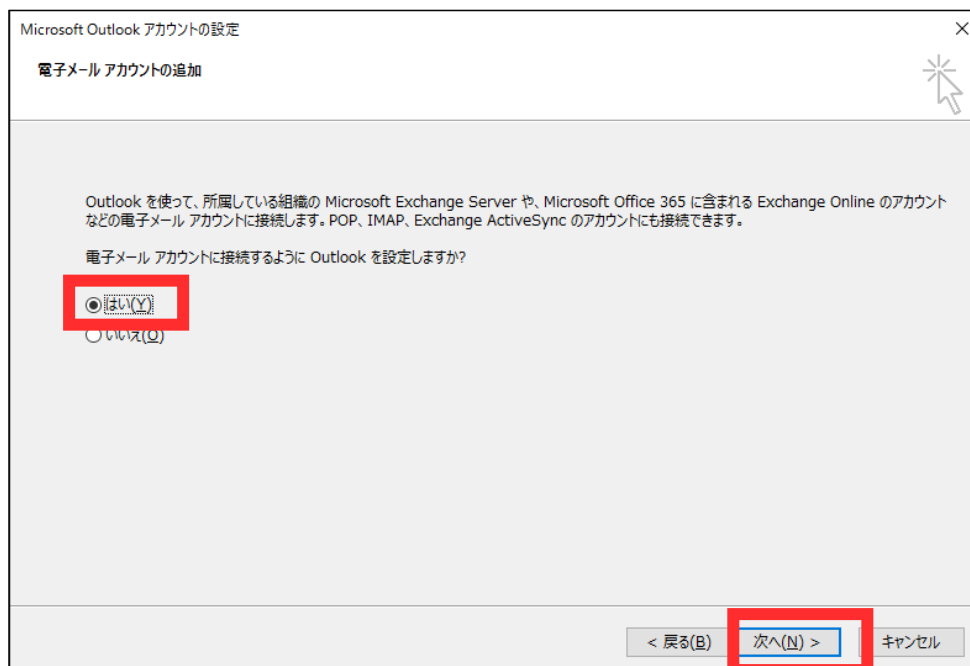 Microsoft Outlook アカウントの設定
電子メール アカウントの追加
Outlook を使って、所属している組織の Microsoft Exchange Server や、Microsoft Office 365 に含まれる Exchange Online のアカウント
などの電子メール アカウントに接続します。POP、IMAP、Exchange ActiveSync のアカウントにも接続できます。
電子メール アカウントに接続するように Outlook を設定しますか?
はい(Y)
いいえ(O)
< 戻る(B) 次へ(N) > キャンセル